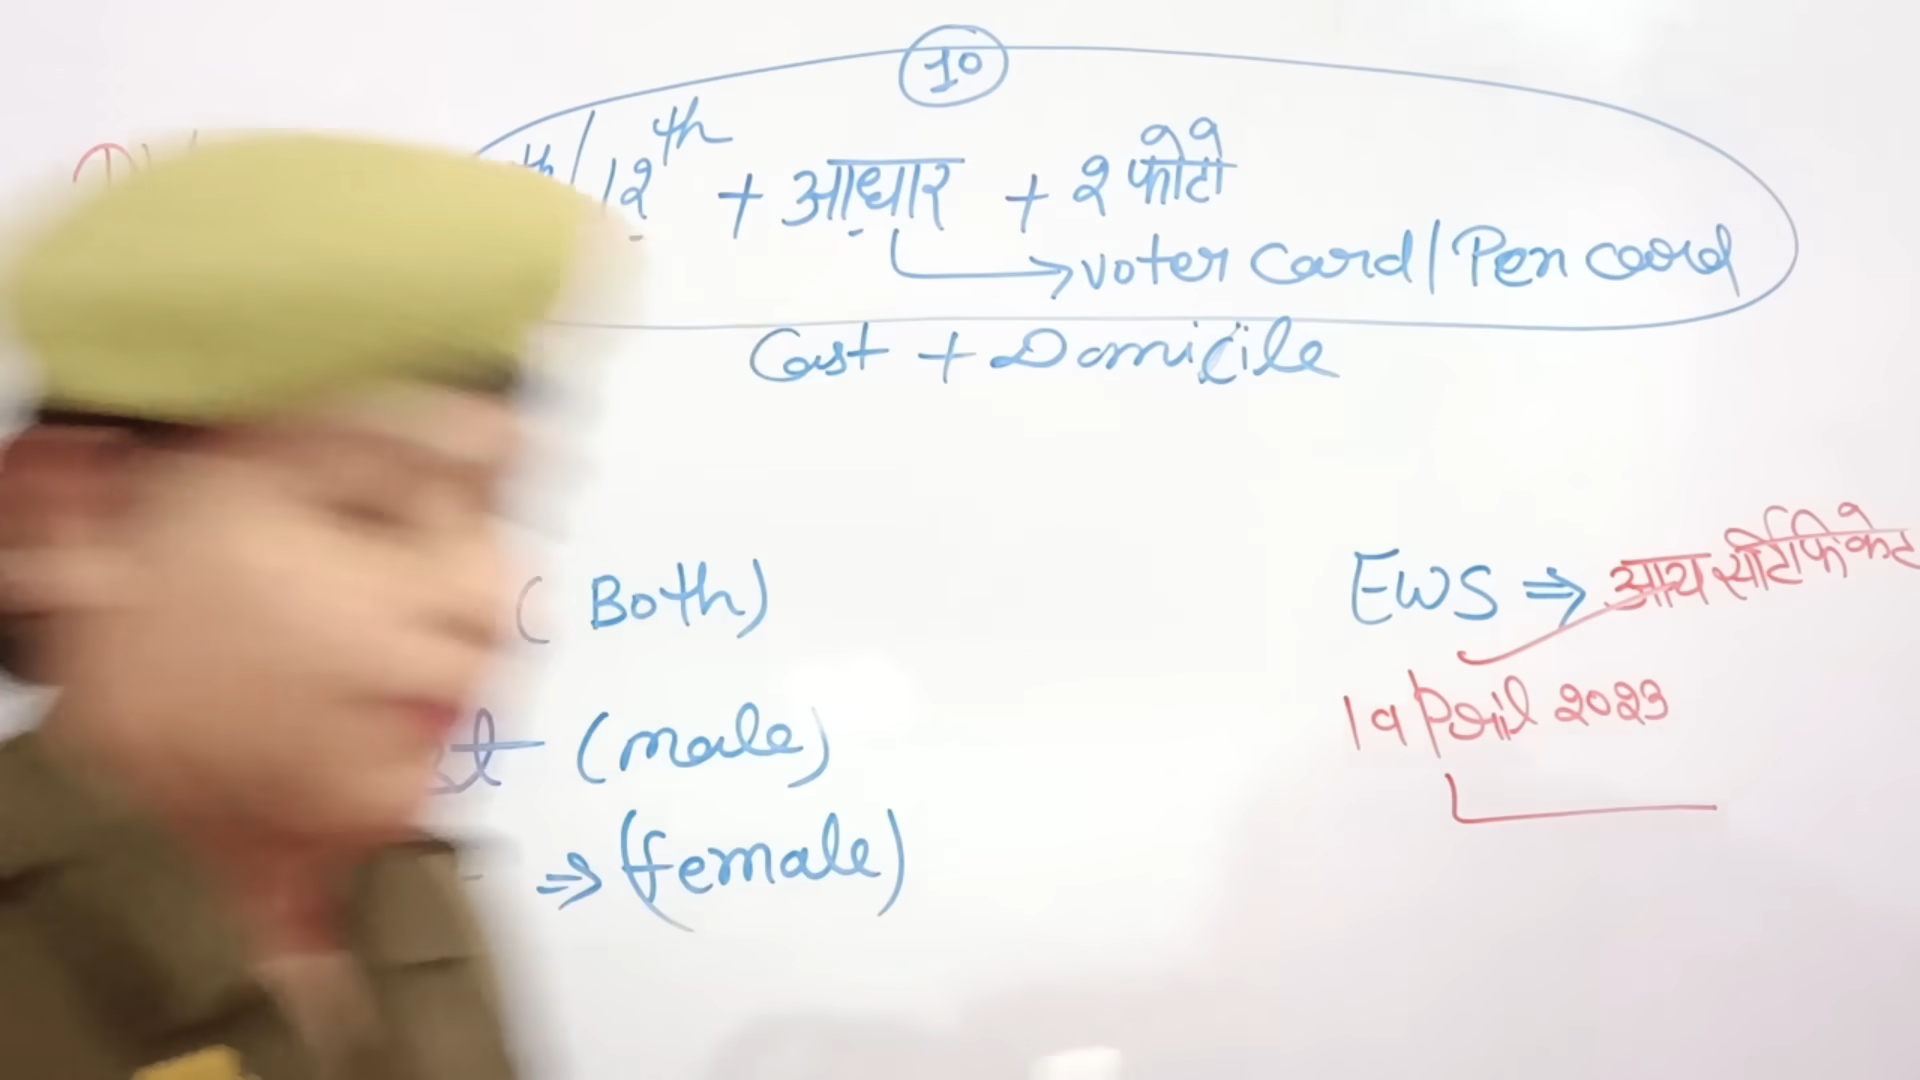 10
th/12th + आधार + 2 फोटो
voter card/Pen card
Cast + Domicile
(Both)
(male)
⇒ (female)
EWS ⇒ आय सर्टिफिकेट
1 April 2023